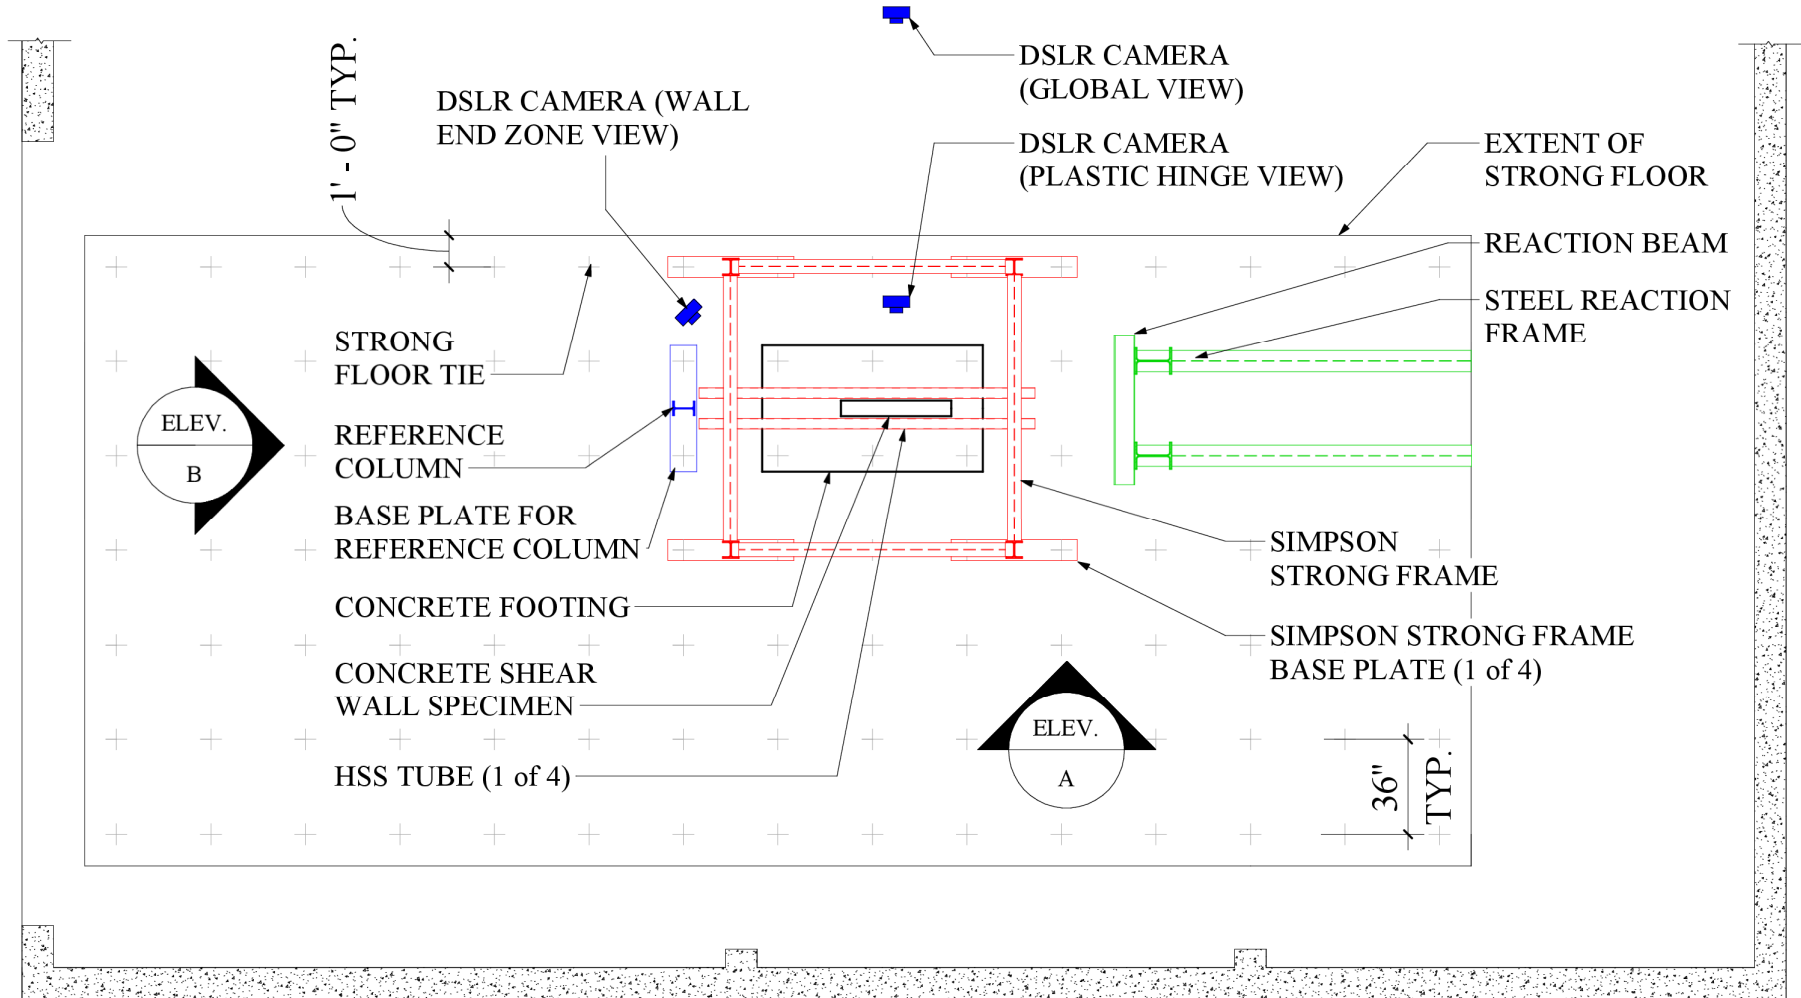 1' - 0" TYP.
DSLR CAMERA (WALL
END ZONE VIEW)
DSLR CAMERA
(GLOBAL VIEW)
DSLR CAMERA
(PLASTIC HINGE VIEW)
EXTENT OF
STRONG FLOOR
REACTION BEAM
STEEL REACTION
FRAME
STRONG
FLOOR TIE
ELEV.
B
REFERENCE
COLUMN
BASE PLATE FOR
REFERENCE COLUMN
CONCRETE FOOTING
CONCRETE SHEAR
WALL SPECIMEN
HSS TUBE (1 of 4)
SIMPSON
STRONG FRAME
SIMPSON STRONG FRAME
BASE PLATE (1 of 4)
ELEV.
A
36"
TYP.